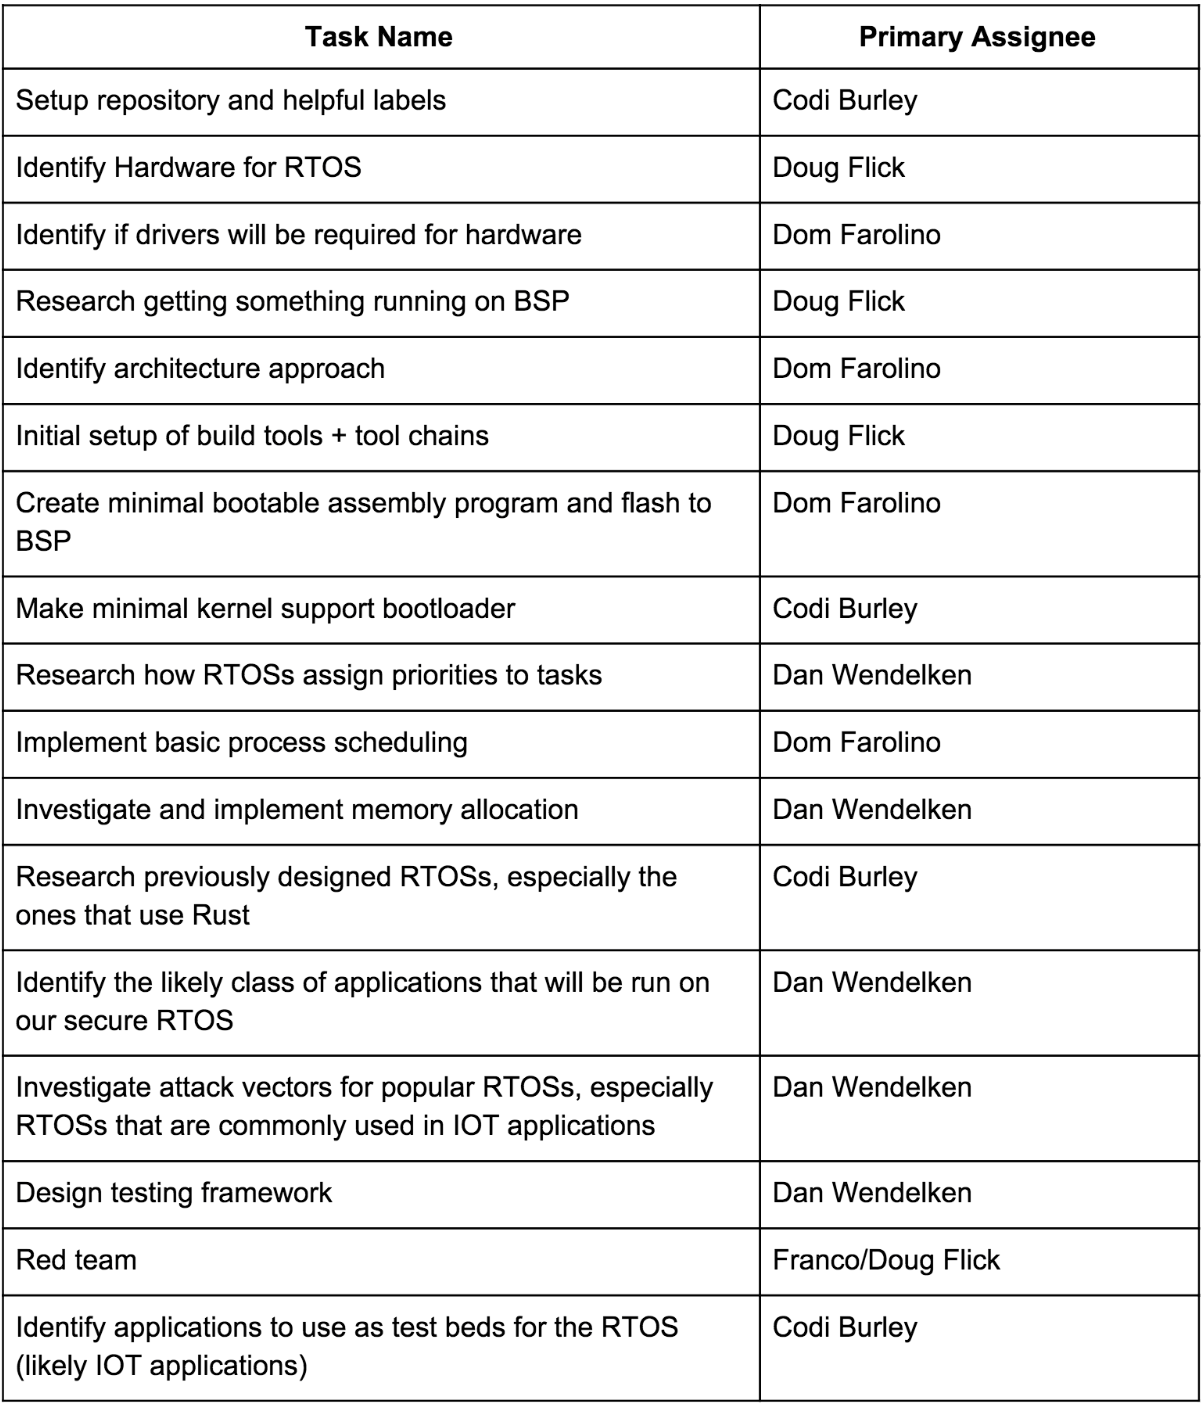 Task Name Primary Assignee
Setup repository and helpful labels Codi Burley
Identify Hardware for RTOS Doug Flick
Identify if drivers will be required for hardware Dom Farolino
Research getting something running on BSP Doug Flick
Identify architecture approach Dom Farolino
Initial setup of build tools + tool chains Doug Flick
Create minimal bootable assembly program and flash to Dom Farolino
BSP
Make minimal kernel support bootloader Codi Burley
Research how RTOSs assign priorities to tasks Dan Wendelken
Implement basic process scheduling Dom Farolino
Investigate and implement memory allocation Dan Wendelken
Research previously designed RTOSs, especially the Codi Burley
ones that use Rust
Identify the likely class of applications that will be run on Dan Wendelken
our secure RTOS
Investigate attack vectors for popular RTOSs, especially Dan Wendelken
RTOSs that are commonly used in IOT applications
Design testing framework Dan Wendelken
Red team Franco/Doug Flick
Identify applications to use as test beds for the RTOS Codi Burley
(likely IOT applications)